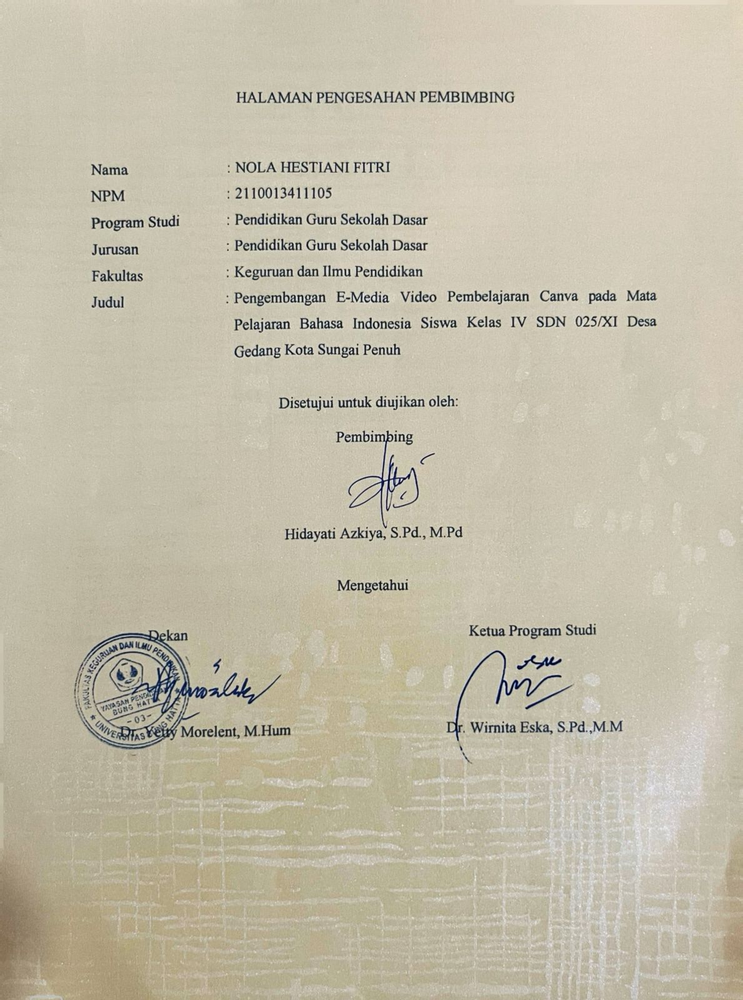 HALAMAN PENGESAHAN PEMBIMBING
Nama : NOLA HESTIANI FITRI
NPM : 2110013411105
Program Studi : Pendidikan Guru Sekolah Dasar
Jurusan : Pendidikan Guru Sekolah Dasar
Fakultas : Keguruan dan Ilmu Pendidikan
Judul : Pengembangan E-Media Video Pembelajaran Canva pada Mata
Pelajaran Bahasa Indonesia Siswa Kelas IV SDN 025/XI Desa
Gedang Kota Sungai Penuh
Disetujui untuk diujikan oleh:
Pembimbing
Hidayati Azkiya, S.Pd., M.Pd
Mengetahui
Dekan
FAKULTAS KEGURUAN DAN ILMU PENDIDIKAN
YAYASAN PENDIDIKAN
BUNG HATTA
-03-
UNIVERSITAS BUNG HATTA
Dr. Yetty Morelent, M.Hum
Ketua Program Studi
Dr. Wirnita Eska, S.Pd.,M.M